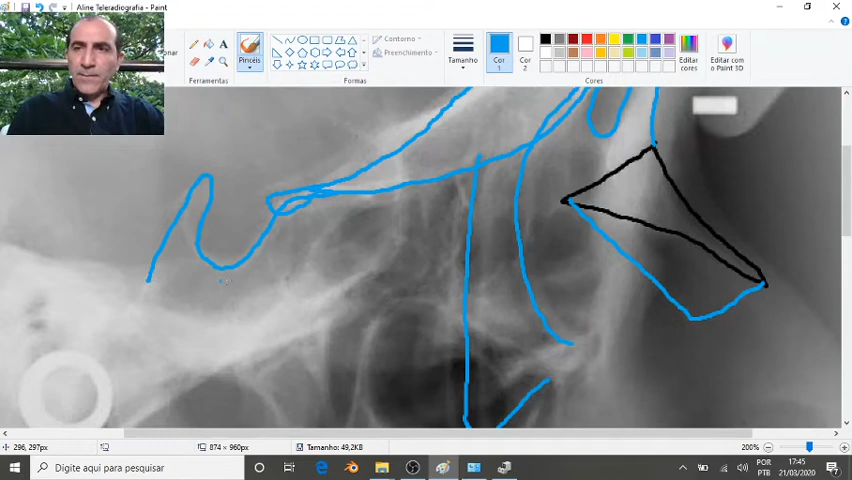 Aline Teleradiografia - Paint
Contorno
Preenchimento
Pincéis
Tamanho
Cor
1
Cor
2
Editar
cores
Editar com
o Paint 3D
Ferramentas
Formas
Cores
296, 297px
874 × 960px
Tamanho: 49,2KB
200%
Digite aqui para pesquisar
POR
PTB
17:45
21/03/2020